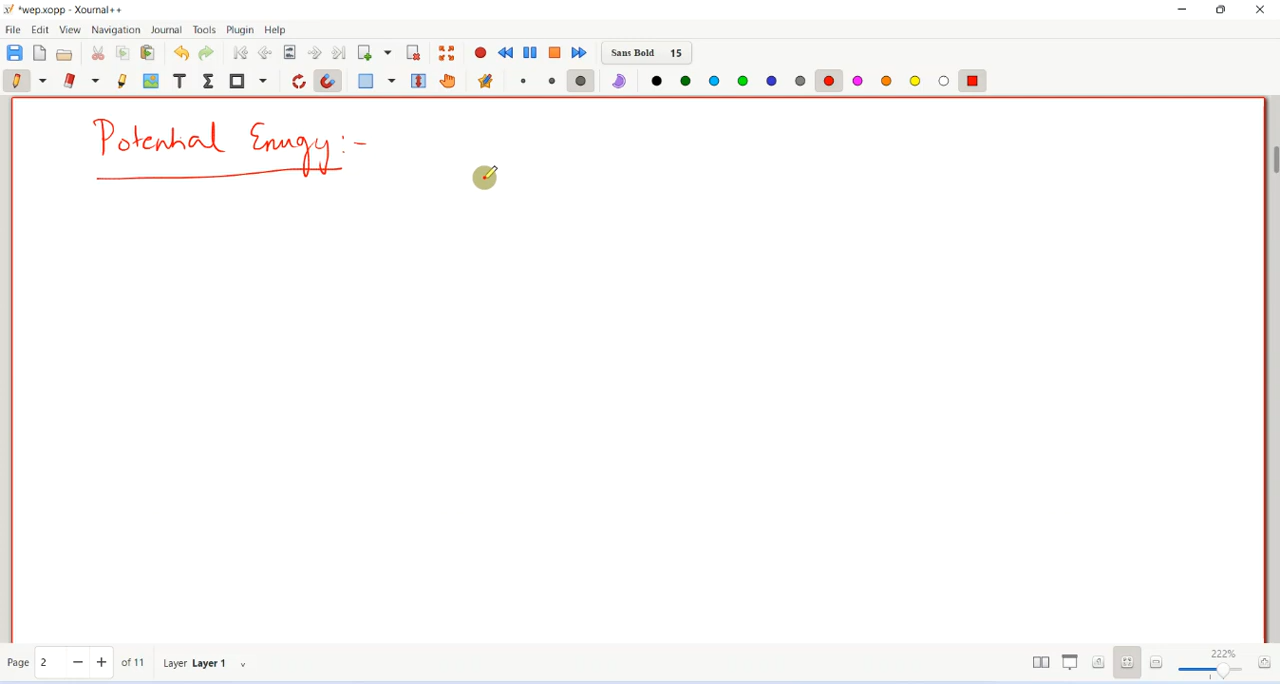 *wep.xopp - Xournal++
File Edit View Navigation Journal Tools Plugin Help
Sans Bold 15
Potential Energy :-
Page 2 of 11 Layer Layer 1
222%